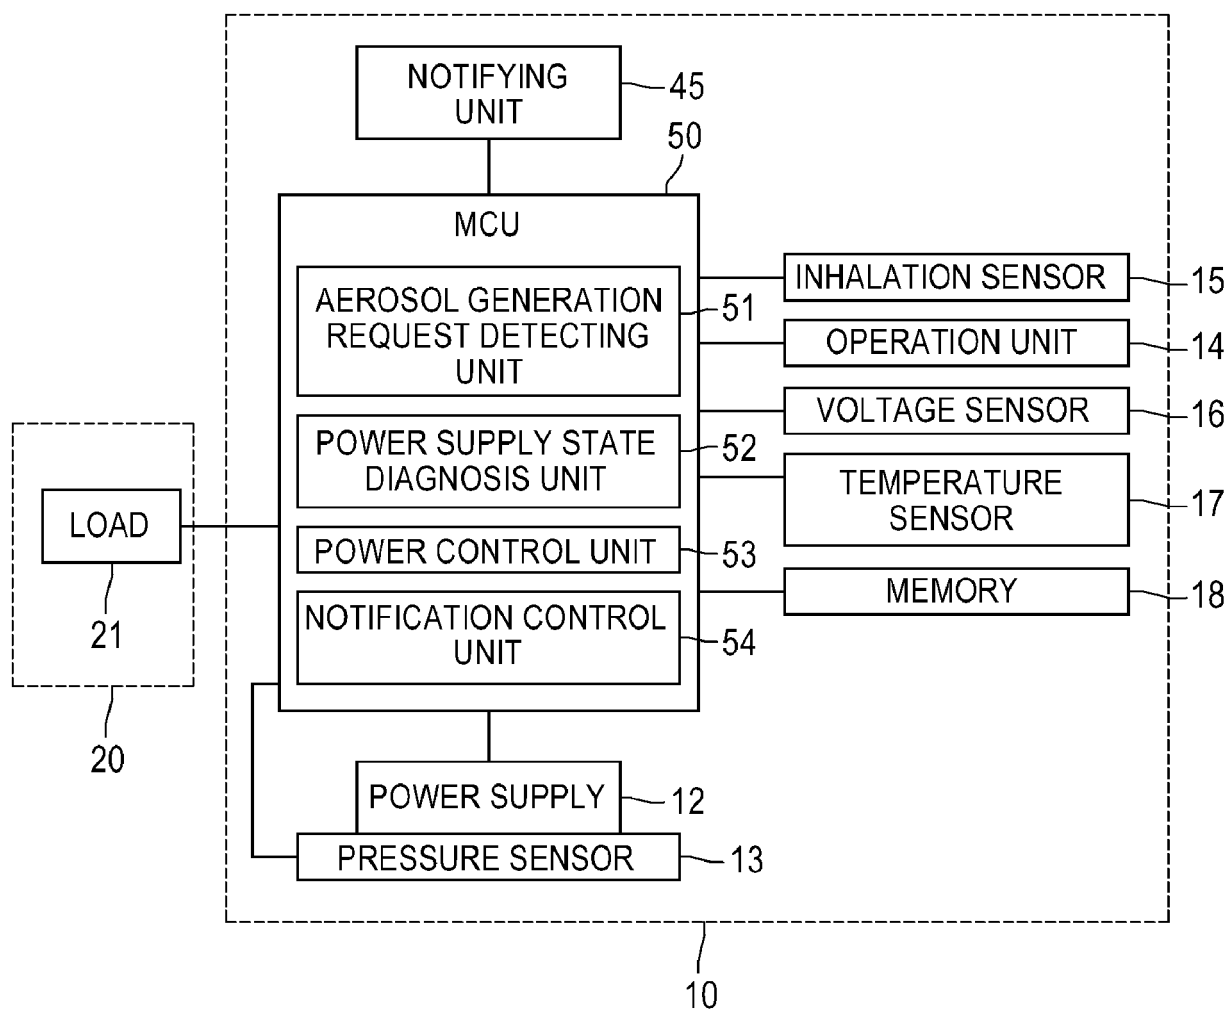 NOTIFYING
UNIT
45
50
MCU
AEROSOL GENERATION
REQUEST DETECTING
UNIT
51
POWER SUPPLY STATE
DIAGNOSIS UNIT
52
POWER CONTROL UNIT
53
NOTIFICATION CONTROL
UNIT
54
INHALATION SENSOR
15
OPERATION UNIT
14
VOLTAGE SENSOR
16
TEMPERATURE
SENSOR
17
MEMORY
18
LOAD
21
20
POWER SUPPLY
12
PRESSURE SENSOR
13
10